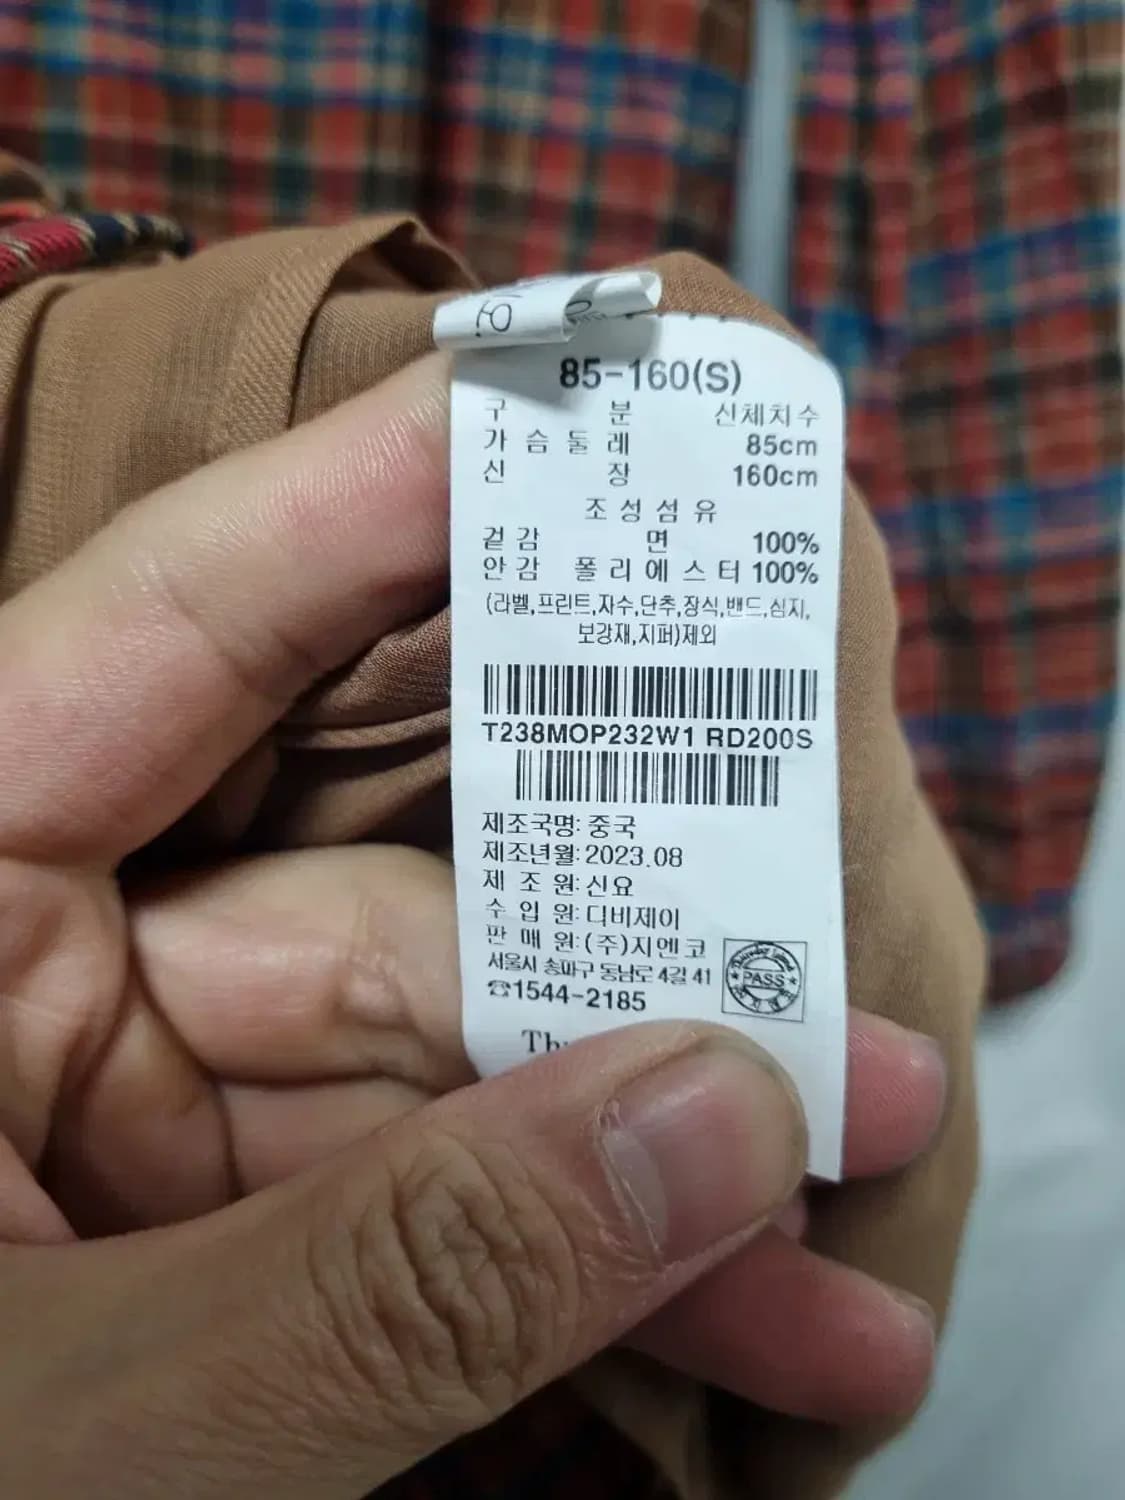 85-160(S)
구 분 신체치수
가 슴 둘 레 85cm
신 장 160cm
조 성 섬 유
겉 감 면 100%
안 감 폴 리 에 스 터 100%
(라벨,프린트,자수,단추,장식,밴드,심지,
보강재,지퍼)제외
T238MOP232W1 RD200S
제조국명: 중국
제조년월: 2023.08
제 조 원: 신요
수 입 원: 디비제이
판 매 원: (주)지엔코
서울시 송파구 동남로 4길 41
☎1544-2185
PASS